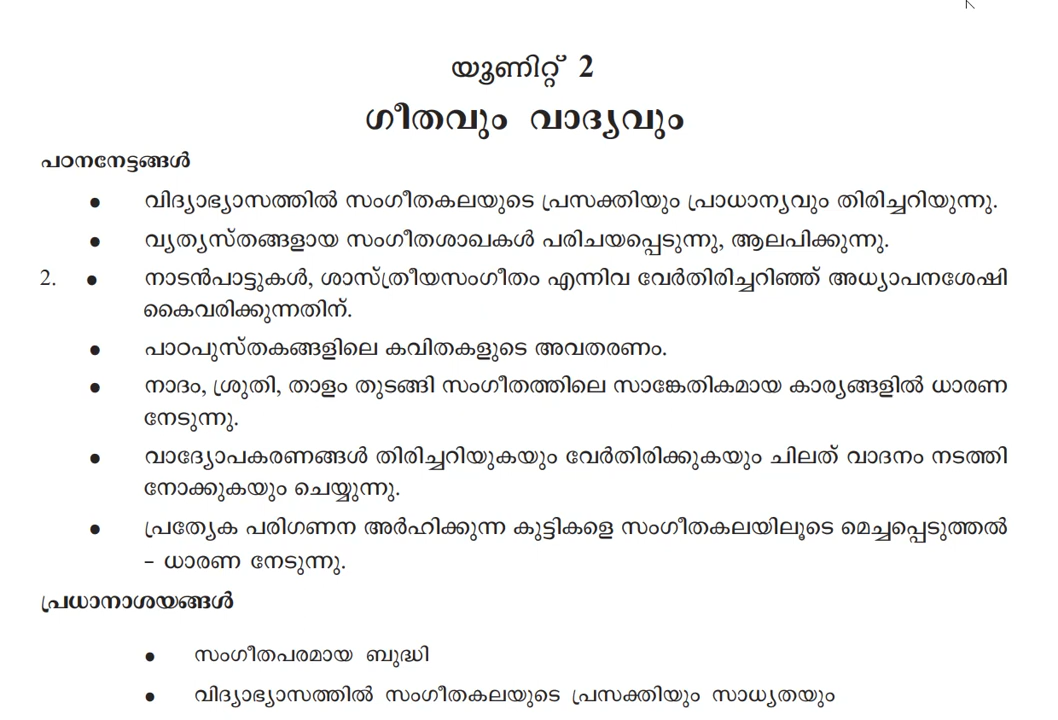 യൂണിറ്റ് 2
ഗീതവും വാദ്യവും
പഠനനേട്ടങ്ങൾ
● വിദ്യാഭ്യാസത്തിൽ സംഗീതകലയുടെ പ്രസക്തിയും പ്രാധാന്യവും തിരിച്ചറിയുന്നു.
● വ്യത്യസ്തങ്ങളായ സംഗീതശാഖകൾ പരിചയപ്പെടുന്നു, ആലപിക്കുന്നു.
2. ● നാടൻപാട്ടുകൾ, ശാസ്ത്രീയസംഗീതം എന്നിവ വേർതിരിച്ചറിഞ്ഞ് അധ്യാപനശേഷി
കൈവരിക്കുന്നതിന്.
● പാഠപുസ്തകങ്ങളിലെ കവിതകളുടെ അവതരണം.
● നാദം, ശ്രുതി, താളം തുടങ്ങി സംഗീതത്തിലെ സാങ്കേതികമായ കാര്യങ്ങളിൽ ധാരണ
നേടുന്നു.
● വാദ്യോപകരണങ്ങൾ തിരിച്ചറിയുകയും വേർതിരിക്കുകയും ചിലത് വാദനം നടത്തി
നോക്കുകയും ചെയ്യുന്നു.
● പ്രത്യേക പരിഗണന അർഹിക്കുന്ന കുട്ടികളെ സംഗീതകലയിലൂടെ മെച്ചപ്പെടുത്തൽ
– ധാരണ നേടുന്നു.
പ്രധാനാശയങ്ങൾ
● സംഗീതപരമായ ബുദ്ധി
● വിദ്യാഭ്യാസത്തിൽ സംഗീതകലയുടെ പ്രസക്തിയും സാധ്യതയും